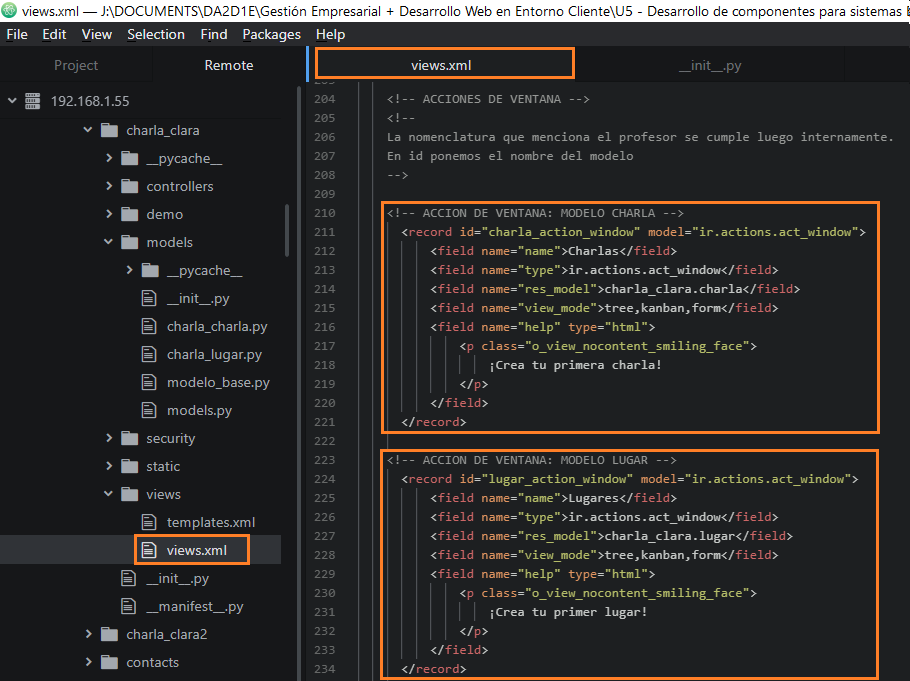 views.xml — J:\DOCUMENTS\DA2D1E\Gestión Empresarial + Desarrollo Web en Entorno Cliente\U5 - Desarrollo de componentes para sistemas
File Edit View Selection Find Packages Help
Project Remote views.xml __init__.py
192.168.1.55
charla_clara
__pycache__
controllers
demo
models
__pycache__
__init__.py
charla_charla.py
charla_lugar.py
modelo_base.py
models.py
security
static
views
templates.xml
views.xml
__init__.py
__manifest__.py
charla_clara2
contacts
204 <!-- ACCIONES DE VENTANA -->
205 <!--
206 La nomenclatura que menciona el profesor se cumple luego internamente.
207 En id ponemos el nombre del modelo
208 -->
209
210 <!-- ACCION DE VENTANA: MODELO CHARLA -->
211 <record id="charla_action_window" model="ir.actions.act_window">
212 <field name="name">Charlas</field>
213 <field name="type">ir.actions.act_window</field>
214 <field name="res_model">charla_clara.charla</field>
215 <field name="view_mode">tree,kanban,form</field>
216 <field name="help" type="html">
217 <p class="o_view_nocontent_smiling_face">
218 ¡Crea tu primera charla!
219 </p>
220 </field>
221 </record>
222
223 <!-- ACCION DE VENTANA: MODELO LUGAR -->
224 <record id="lugar_action_window" model="ir.actions.act_window">
225 <field name="name">Lugares</field>
226 <field name="type">ir.actions.act_window</field>
227 <field name="res_model">charla_clara.lugar</field>
228 <field name="view_mode">tree,kanban,form</field>
229 <field name="help" type="html">
230 <p class="o_view_nocontent_smiling_face">
231 ¡Crea tu primer lugar!
232 </p>
233 </field>
234 </record>